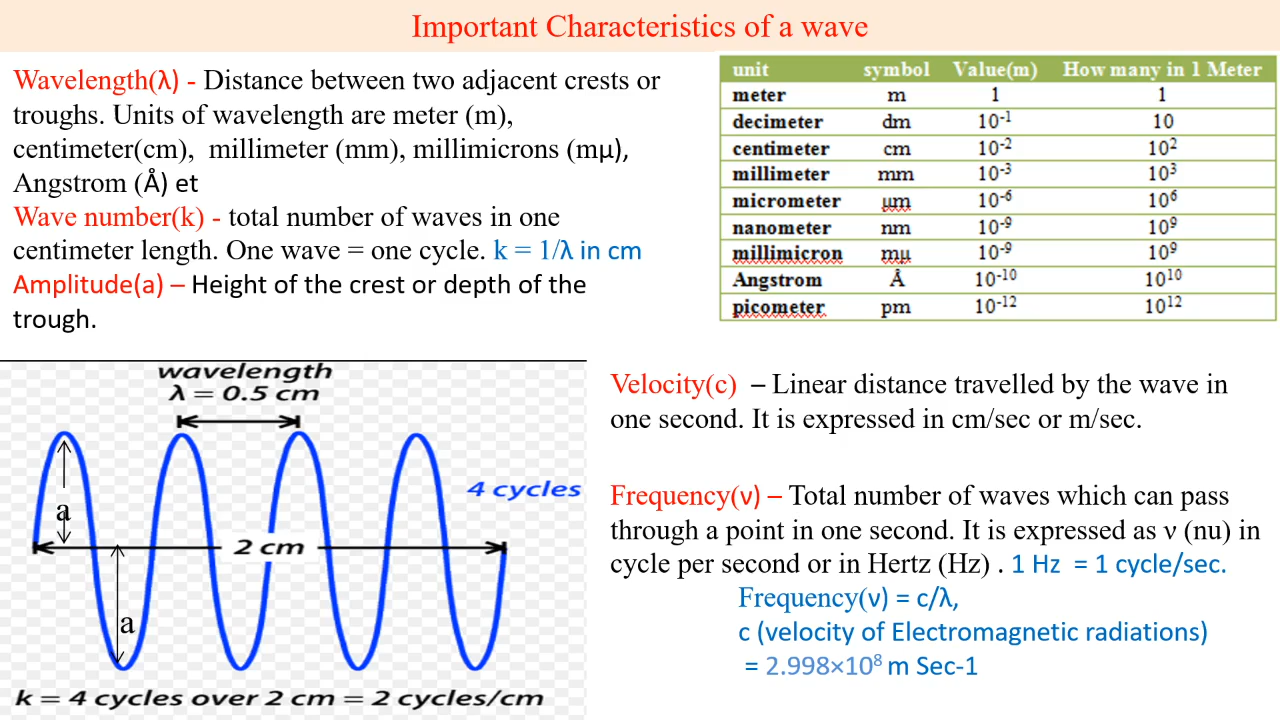 Important Characteristics of a wave
Wavelength(λ) - Distance between two adjacent crests or
troughs. Units of wavelength are meter (m),
centimeter(cm),  millimeter (mm), millimicrons (mµ),
Angstrom (Å) et
Wave number(k) - total number of waves in one
centimeter length. One wave = one cycle. k = 1/λ in cm
Amplitude(a) – Height of the crest or depth of the
trough.
unit symbol Value(m) How many in 1 Meter
meter m 1 1
decimeter dm 10⁻¹ 10
centimeter cm 10⁻² 10²
millimeter mm 10⁻³ 10³
micrometer µm 10⁻⁶ 10⁶
nanometer nm 10⁻⁹ 10⁹
millimicron mµ 10⁻⁹ 10⁹
Angstrom Å 10⁻¹⁰ 10¹⁰
picometer pm 10⁻¹² 10¹²
wavelength
λ = 0.5 cm
4 cycles
a
2 cm
a
k = 4 cycles over 2 cm = 2 cycles/cm
Velocity(c)  – Linear distance travelled by the wave in
one second. It is expressed in cm/sec or m/sec.
Frequency(ν) – Total number of waves which can pass
through a point in one second. It is expressed as ν (nu) in
cycle per second or in Hertz (Hz) . 1 Hz  = 1 cycle/sec.
Frequency(ν) = c/λ,
c (velocity of Electromagnetic radiations)
= 2.998×10⁸ m Sec-1